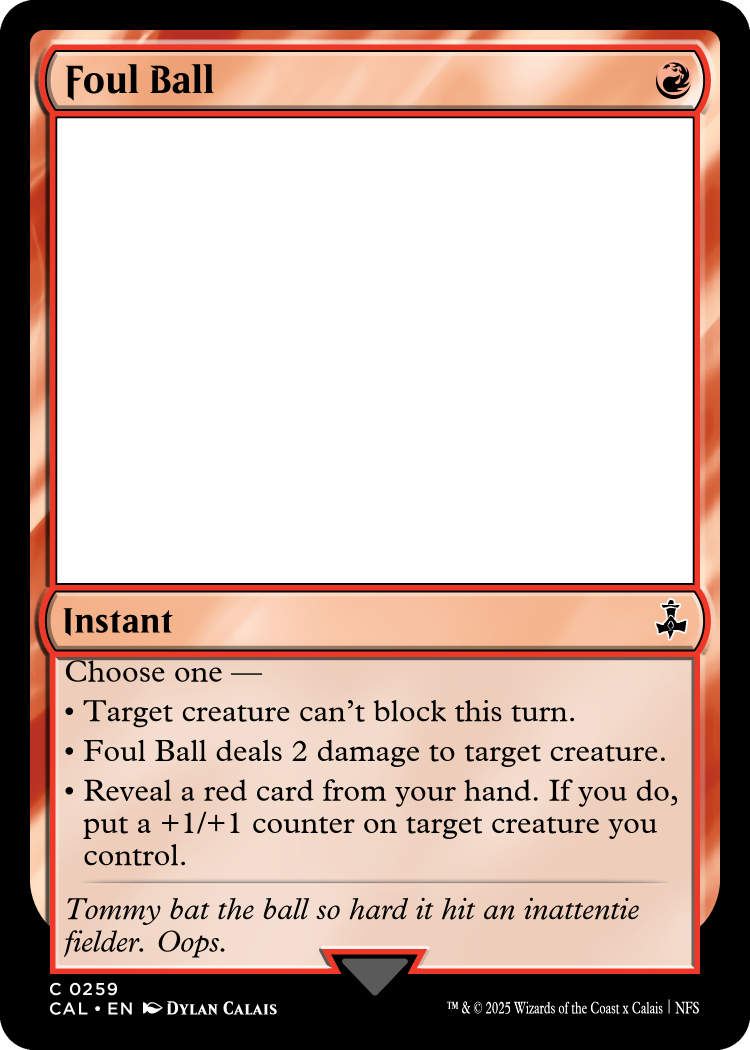 Foul Ball
Instant
Choose one —
• Target creature can't block this turn.
• Foul Ball deals 2 damage to target creature.
• Reveal a red card from your hand. If you do,
put a +1/+1 counter on target creature you
control.
Tommy bat the ball so hard it hit an inattentie
fielder. Oops.
C 0259
CAL • EN Dylan Calais
™ & © 2025 Wizards of the Coast x Calais | NFS